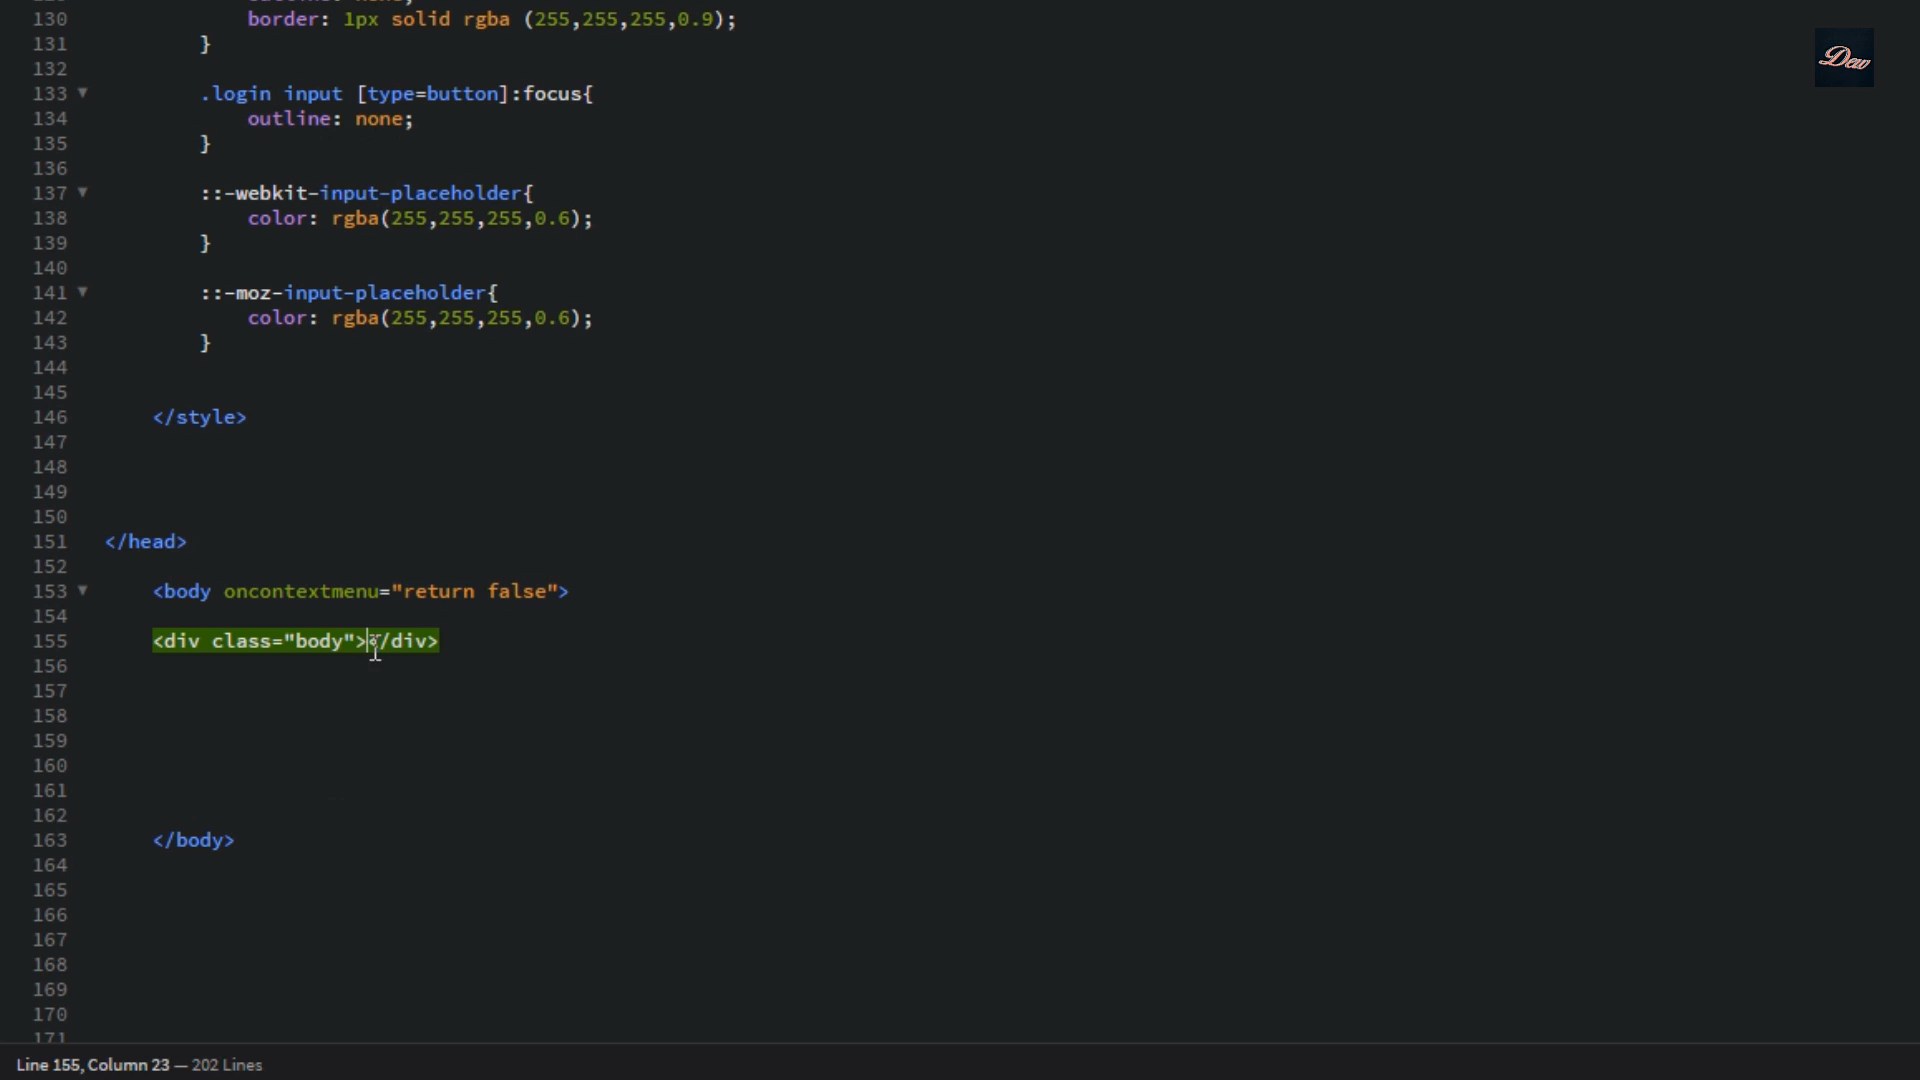 130 border: 1px solid rgba (255,255,255,0.9);
131 }
132
133 .login input [type=button]:focus{
134 outline: none;
135 }
136
137 ::-webkit-input-placeholder{
138 color: rgba(255,255,255,0.6);
139 }
140
141 ::-moz-input-placeholder{
142 color: rgba(255,255,255,0.6);
143 }
144
145
146 </style>
147
148
149
150
151 </head>
152
153 <body oncontextmenu="return false">
154
155 <div class="body"></div>
156
157
158
159
160
161
162
163 </body>
164
165
166
167
168
169
170
171
Dew
Line 155, Column 23 — 202 Lines